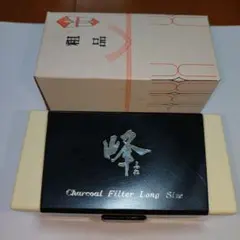 粗品
峰
Charcoal Filter Long Size